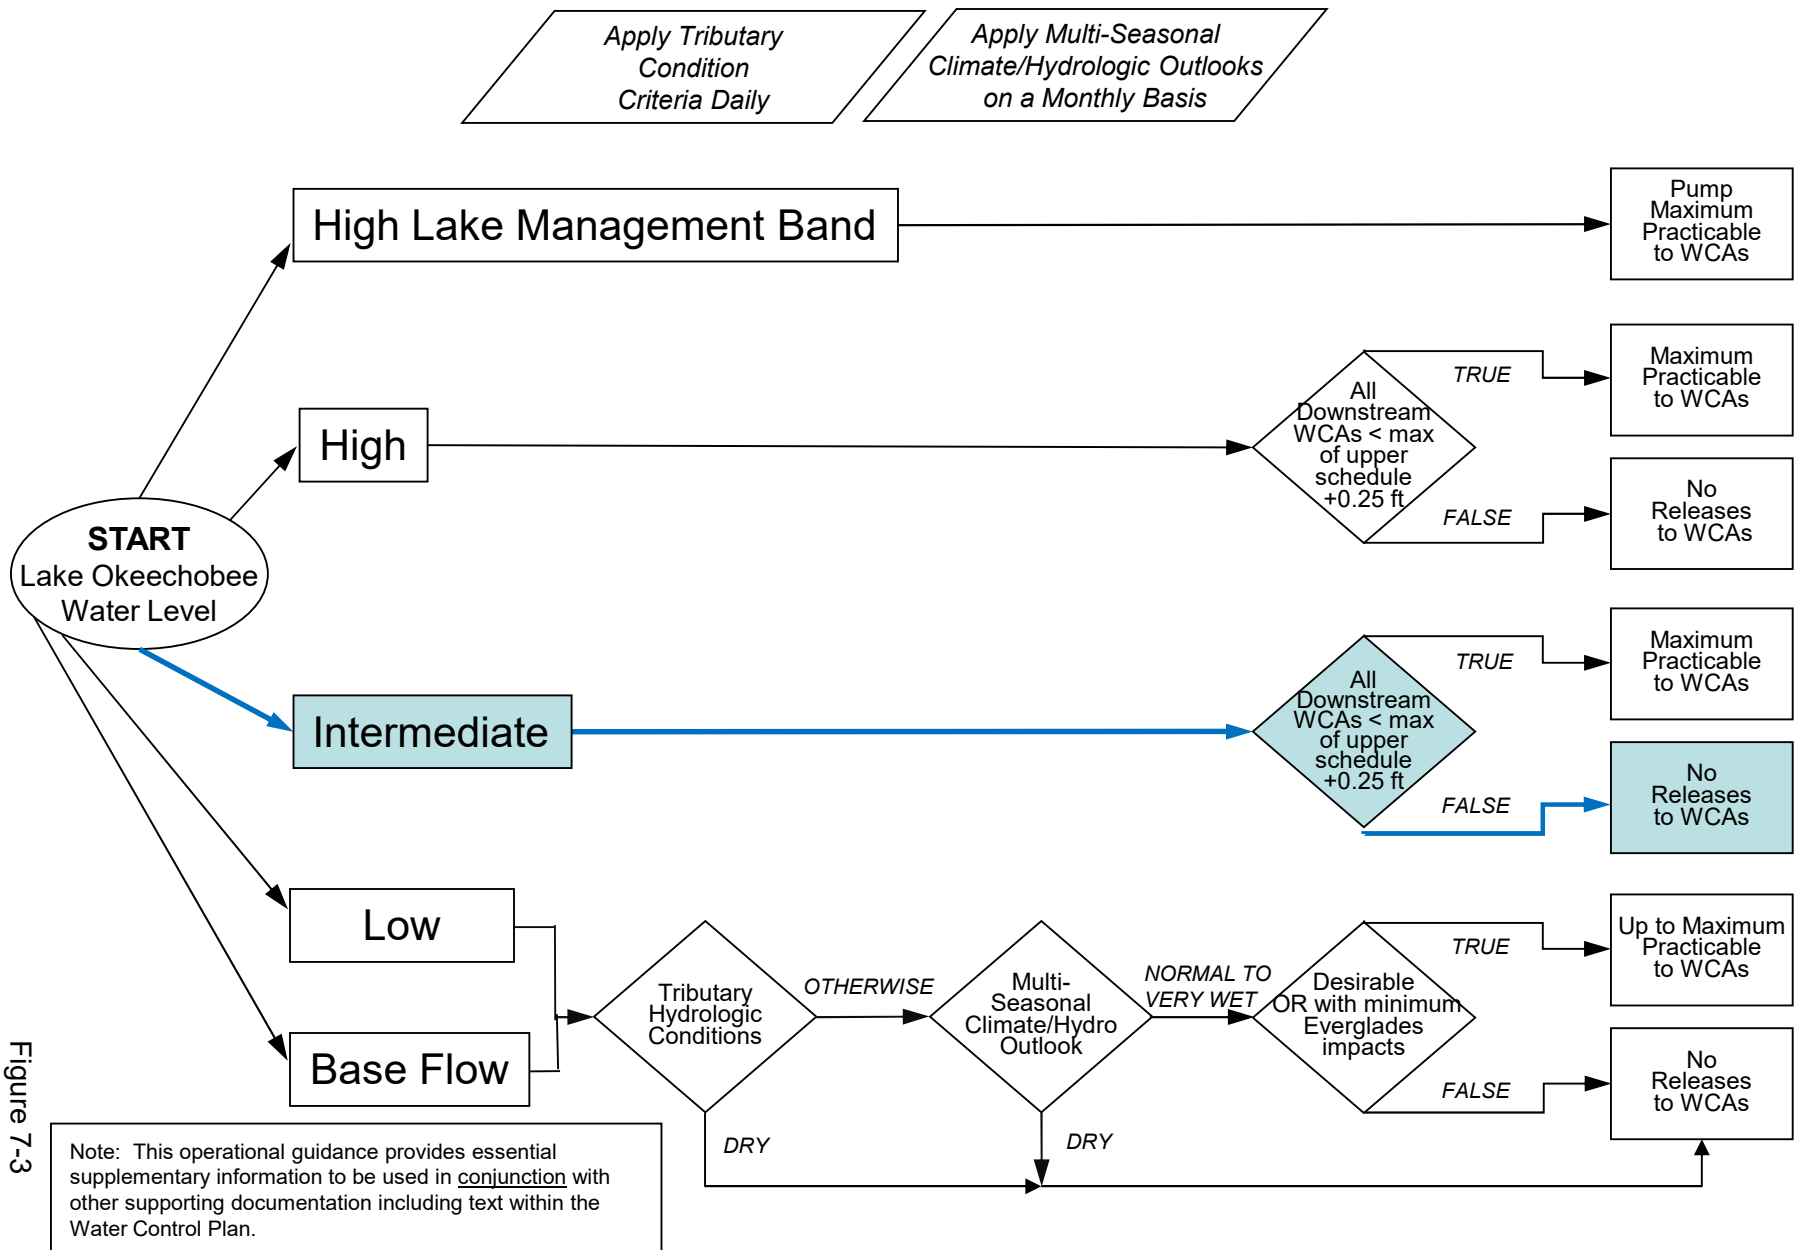 Apply Tributary
Condition
Criteria Daily
Apply Multi-Seasonal
Climate/Hydrologic Outlooks
on a Monthly Basis
High Lake Management Band
Pump
Maximum
Practicable
to WCAs
High
All
Downstream
WCAs < max
of upper
schedule
+0.25 ft
TRUE
Maximum
Practicable
to WCAs
FALSE
No
Releases
to WCAs
START
Lake Okeechobee
Water Level
Intermediate
All
Downstream
WCAs < max
of upper
schedule
+0.25 ft
TRUE
Maximum
Practicable
to WCAs
FALSE
No
Releases
to WCAs
Low
Base Flow
Tributary
Hydrologic
Conditions
OTHERWISE
Multi-
Seasonal
Climate/Hydro
Outlook
NORMAL TO
VERY WET
Desirable
OR with minimum
Everglades
impacts
TRUE
Up to Maximum
Practicable
to WCAs
FALSE
No
Releases
to WCAs
DRY
DRY
Figure 7-3
Note: This operational guidance provides essential
supplementary information to be used in conjunction with
other supporting documentation including text within the
Water Control Plan.